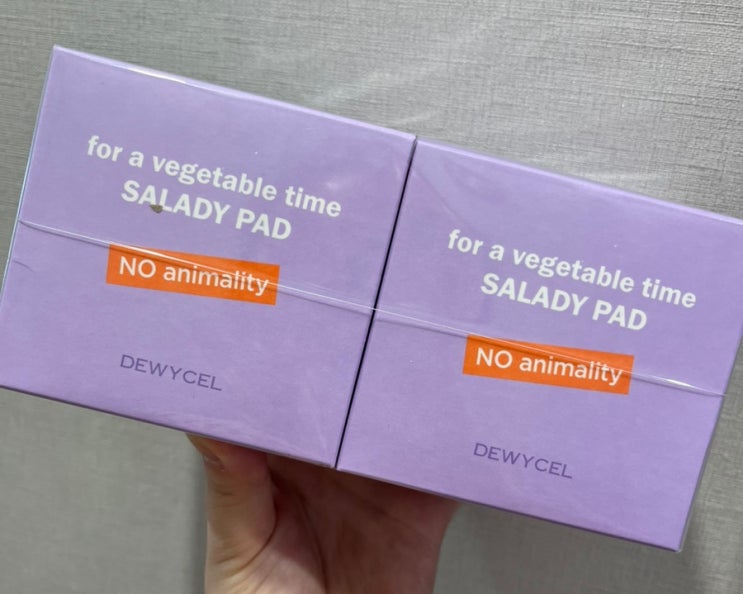 for a vegetable time
SALADY PAD
NO animality
DEWYCEL
for a vegetable time
SALADY PAD
NO animality
DEWYCEL